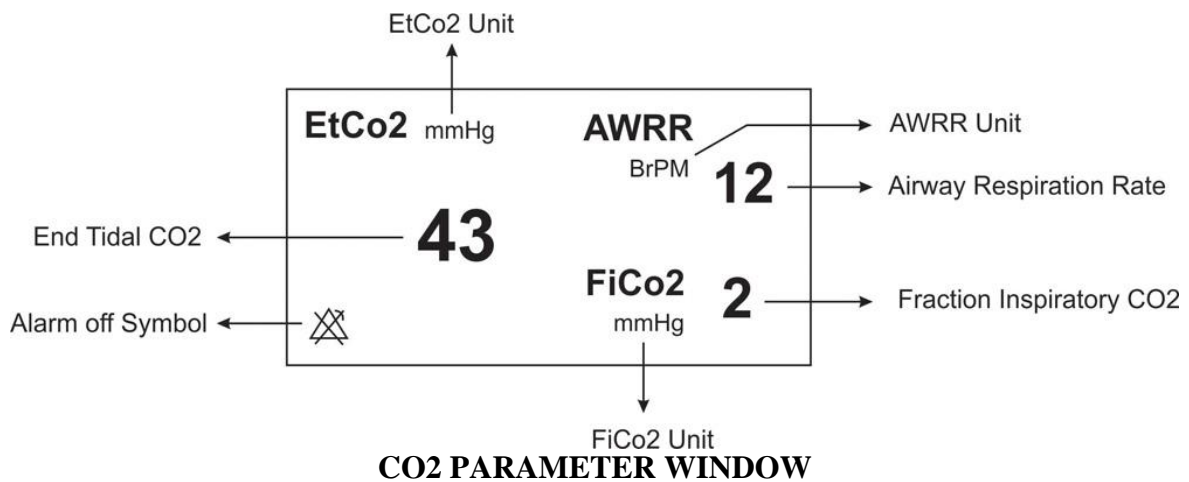 EtCo2 Unit
EtCo2 mmHg
AWRR
BrPM
12
AWRR Unit
Airway Respiration Rate
End Tidal CO2
43
FiCo2
mmHg
2
Fraction Inspiratory CO2
Alarm off Symbol
FiCo2 Unit
CO2 PARAMETER WINDOW